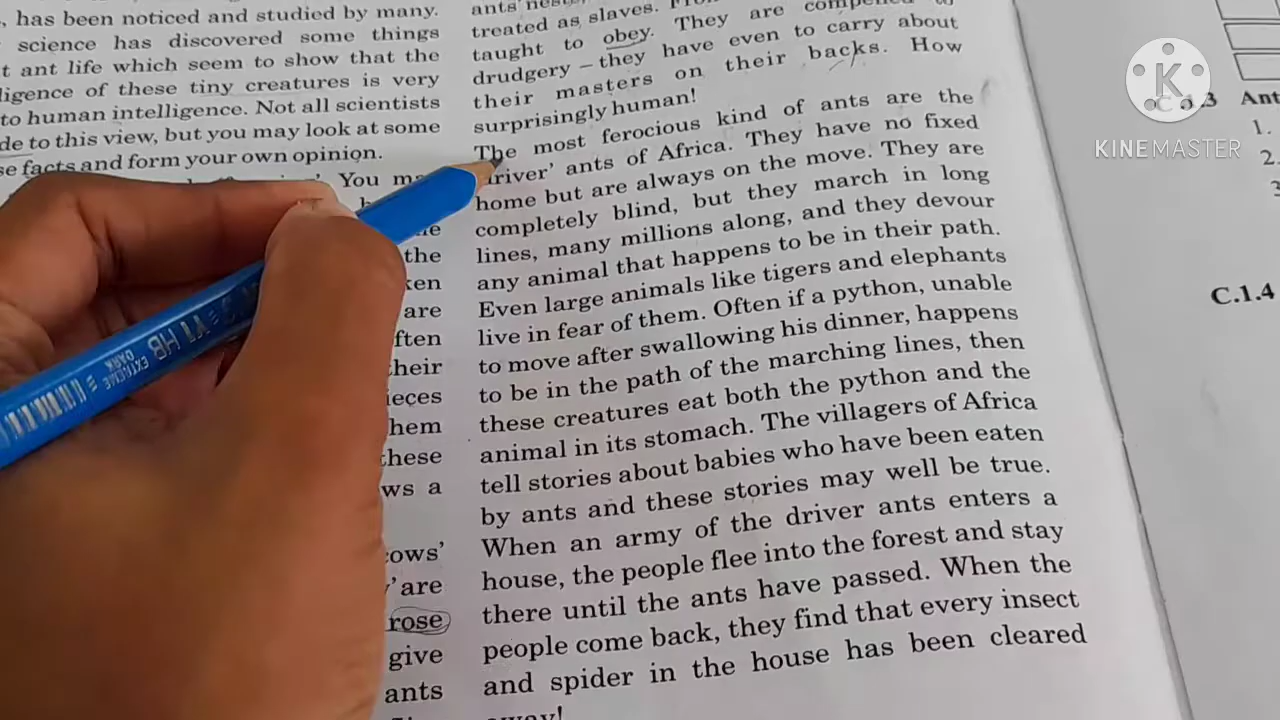 has been noticed and studied by many.
science has discovered some things
ant life which seem to show that the
of these tiny creatures is very
to human intelligence. Not all scientists
to this view, but you may look at some
facts and form your own opinion.
You
the
are
eces
hem
hese
a
ows'
are
rose
give
ants
ants'
treated as slaves.
taught to obey. They are
drudgery – they have even to carry about
their masters on their backs. How
surprisingly human!
The most ferocious kind of ants are the
driver' ants of Africa. They have no fixed
home but are always on the move. They are
completely blind, but they march in long
lines, many millions along, and they devour
any animal that happens to be in their path.
Even large animals like tigers and elephants
live in fear of them. Often if a python, unable
to move after swallowing his dinner, happens
to be in the path of the marching lines, then
these creatures eat both the python and the
animal in its stomach. The villagers of Africa
tell stories about babies who have been eaten
by ants and these stories may well be true.
When an army of the driver ants enters a
house, the people flee into the forest and stay
there until the ants have passed. When the
people come back, they find that every insect
and spider in the house has been cleared
away!
3 Ant
1.
2.
3
C.1.4
K
KINEMASTER
YTI HB
EXTREME
DARK